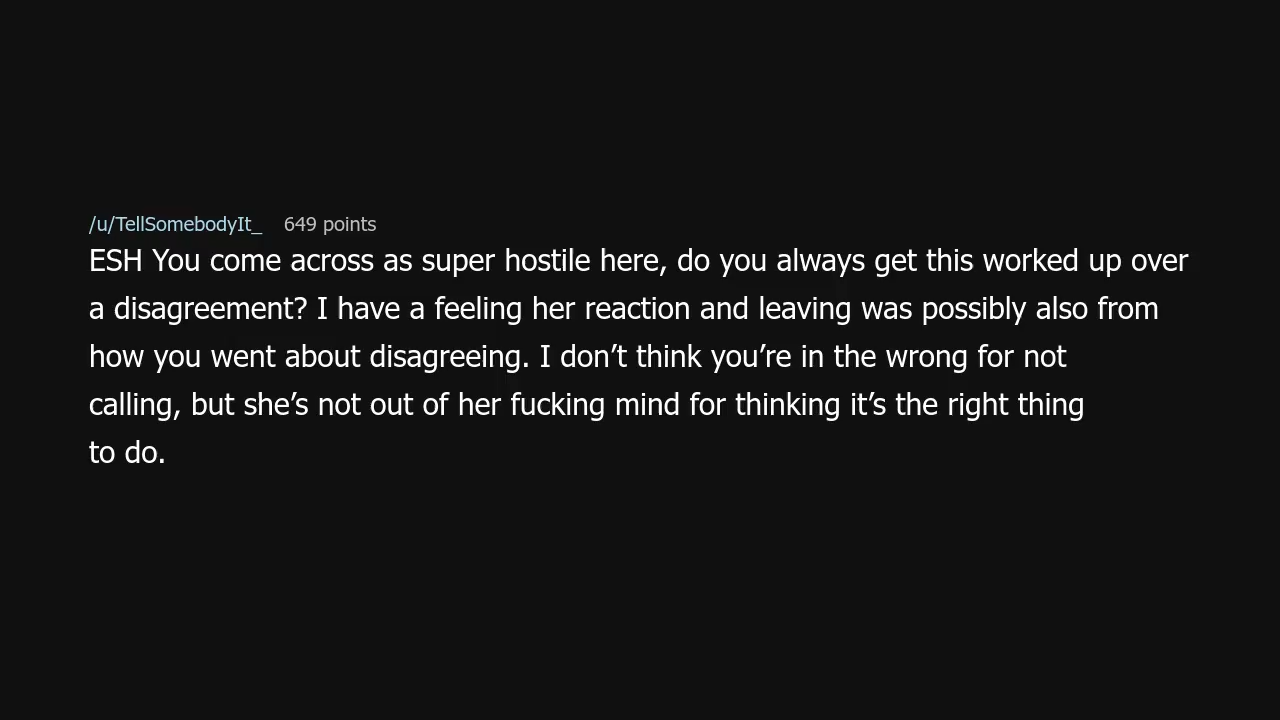 /u/TellSomebodyIt_ 649 points
ESH You come across as super hostile here, do you always get this worked up over
a disagreement? I have a feeling her reaction and leaving was possibly also from
how you went about disagreeing. I don’t think you’re in the wrong for not
calling, but she’s not out of her fucking mind for thinking it’s the right thing
to do.